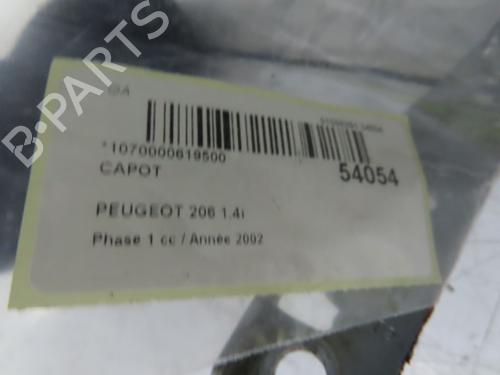 *1070000619500
CAPOT
54054
PEUGEOT 206 1.4i
Phase 1 cc / Année 2002
B-PARTS